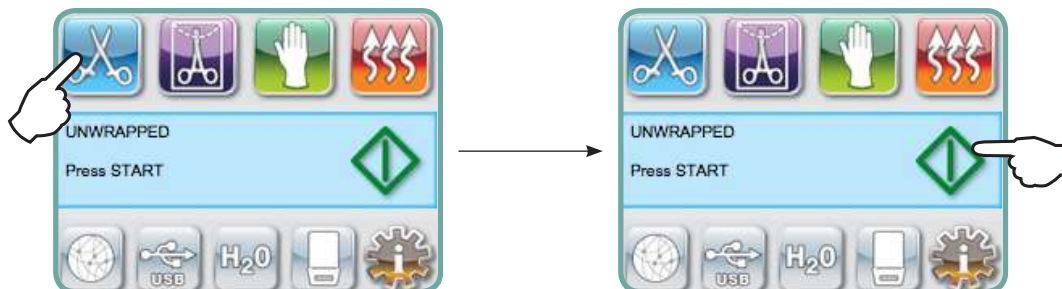 UNWRAPPED
Press START
USB
H2O
UNWRAPPED
Press START
USB
H2O